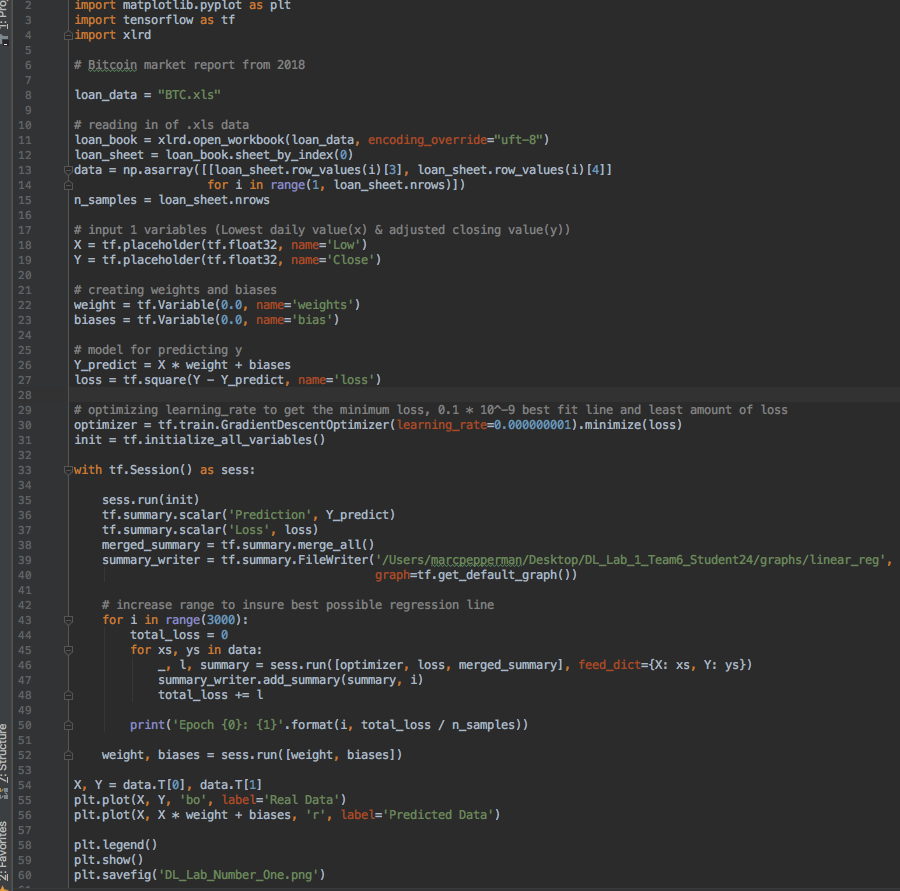 1: Pro
2 import matplotlib.pyplot as plt
3 import tensorflow as tf
4 import xlrd
5
6 # Bitcoin market report from 2018
7
8 loan_data = "BTC.xls"
9
10 # reading in of .xls data
11 loan_book = xlrd.open_workbook(loan_data, encoding_override="uft-8")
12 loan_sheet = loan_book.sheet_by_index(0)
13 data = np.asarray([[loan_sheet.row_values(i)[3], loan_sheet.row_values(i)[4]]
14 for i in range(1, loan_sheet.nrows)])
15 n_samples = loan_sheet.nrows
16
17 # input 1 variables (Lowest daily value(x) & adjusted closing value(y))
18 X = tf.placeholder(tf.float32, name='Low')
19 Y = tf.placeholder(tf.float32, name='Close')
20
21 # creating weights and biases
22 weight = tf.Variable(0.0, name='weights')
23 biases = tf.Variable(0.0, name='bias')
24
25 # model for predicting y
26 Y_predict = X * weight + biases
27 loss = tf.square(Y - Y_predict, name='loss')
28
29 # optimizing learning_rate to get the minimum loss, 0.1 * 10^-9 best fit line and least amount of loss
30 optimizer = tf.train.GradientDescentOptimizer(learning_rate=0.000000001).minimize(loss)
31 init = tf.initialize_all_variables()
32
33 with tf.Session() as sess:
34
35 sess.run(init)
36 tf.summary.scalar('Prediction', Y_predict)
37 tf.summary.scalar('Loss', loss)
38 merged_summary = tf.summary.merge_all()
39 summary_writer = tf.summary.FileWriter('/Users/marcpepperman/Desktop/DL_Lab_1_Team6_Student24/graphs/linear_reg',
40 graph=tf.get_default_graph())
41
42 # increase range to insure best possible regression line
43 for i in range(3000):
44 total_loss = 0
45 for xs, ys in data:
46 _, l, summary = sess.run([optimizer, loss, merged_summary], feed_dict={X: xs, Y: ys})
47 summary_writer.add_summary(summary, i)
48 total_loss += l
49
50 print('Epoch {0}: {1}'.format(i, total_loss / n_samples))
51
52 weight, biases = sess.run([weight, biases])
53
54 X, Y = data.T[0], data.T[1]
55 plt.plot(X, Y, 'bo', label='Real Data')
56 plt.plot(X, X * weight + biases, 'r', label='Predicted Data')
57
58 plt.legend()
59 plt.show()
60 plt.savefig('DL_Lab_Number_One.png')
7: Structure
2: Favorites